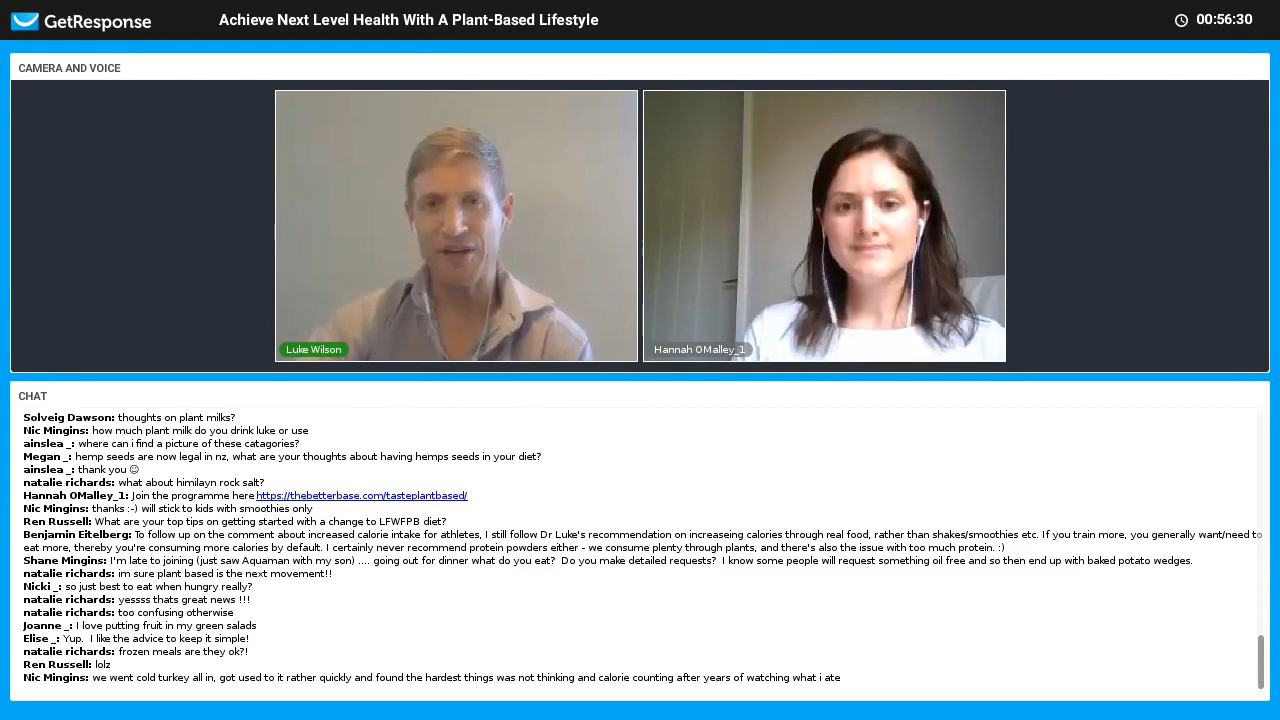 GetResponse
Achieve Next Level Health With A Plant-Based Lifestyle
00:56:30
CAMERA AND VOICE
Luke Wilson
Hannah OMalley_1
CHAT
Solveig Dawson: thoughts on plant milks?
Nic Mingins: how much plant milk do you drink luke or use
ainslea _: where can i find a picture of these catagories?
Megan _: hemp seeds are now legal in nz, what are your thoughts about having hemps seeds in your diet?
ainslea _: thank you ☺
natalie richards: what about himilayn rock salt?
Hannah OMalley_1: Join the programme here https://thebetterbase.com/tasteplantbased/
Nic Mingins: thanks :-) will stick to kids with smoothies only
Ren Russell: What are your top tips on getting started with a change to LFWFPB diet?
Benjamin Eitelberg: To follow up on the comment about increased calorie intake for athletes, I still follow Dr Luke's recommendation on increaseing calories through real food, rather than shakes/smoothies etc. If you train more, you generally want/need to
eat more, thereby you're consuming more calories by default. I certainly never recommend protein powders either - we consume plenty through plants, and there's also the issue with too much protein. :)
Shane Mingins: I'm late to joining (just saw Aquaman with my son) .... going out for dinner what do you eat? Do you make detailed requests? I know some people will request something oil free and so then end up with baked potato wedges.
natalie richards: im sure plant based is the next movement!!
Nicki _: so just best to eat when hungry really?
natalie richards: yessss thats great news !!!
natalie richards: too confusing otherwise
Joanne _: I love putting fruit in my green salads
Elise _: Yup. I like the advice to keep it simple!
natalie richards: frozen meals are they ok?!
Ren Russell: lolz
Nic Mingins: we went cold turkey all in, got used to it rather quickly and found the hardest things was not thinking and calorie counting after years of watching what i ate